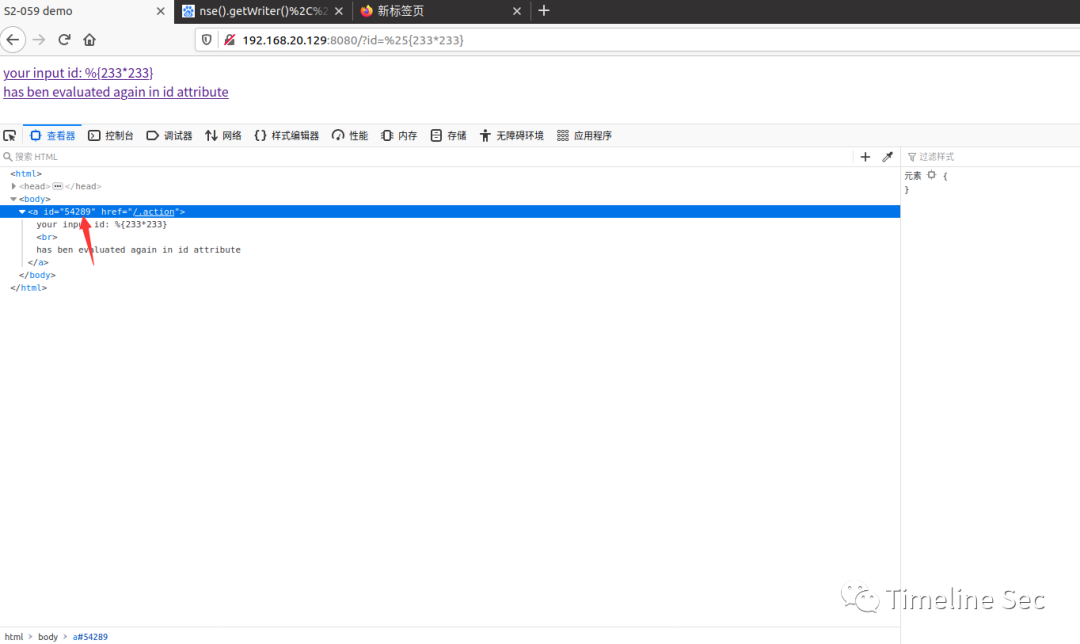 S2-059 demo
nse().getWriter()%2C%2
新标签页
192.168.20.129:8080/?id=%25{233*233}
your input id: %{233*233}
has ben evaluated again in id attribute
查看器 控制台 调试器 网络 {} 样式编辑器 性能 内存 存储 无障碍环境 应用程序
搜索 HTML
过滤样式
<html>
<head>•••</head>
<body>
<a id="54289" href="/.action">
your input id: %{233*233}
<br>
has ben evaluated again in id attribute
</a>
</body>
</html>
元素 {
}
Timeline Sec
html > body > a#54289